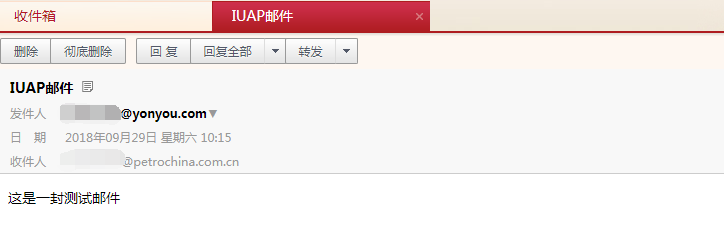 收件箱 IUAP邮件 ×
删除 彻底删除 回复 回复全部 转发
IUAP邮件
发件人 @yonyou.com
日 期 2018年09月29日 星期六 10:15
收件人 @petrochina.com.cn
这是一封测试邮件